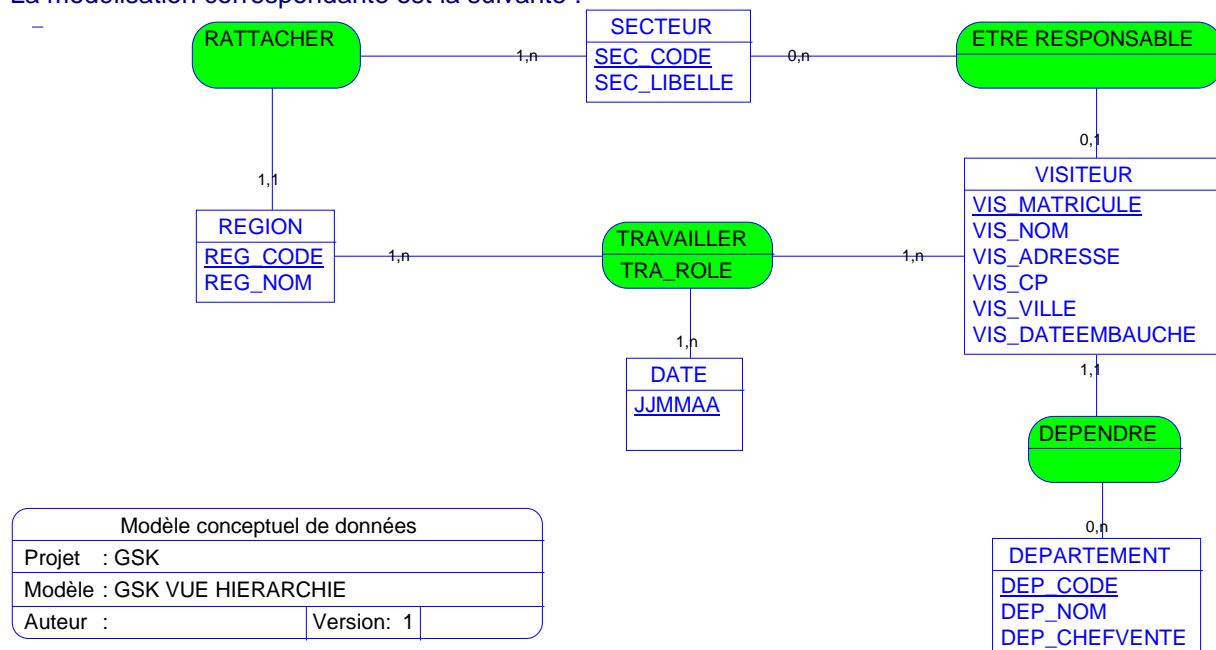 La modélisation correspondante est la suivante :
RATTACHER
1,n
SECTEUR
SEC_CODE
SEC_LIBELLE
0,n
ETRE RESPONSABLE
0,1
1,1
VISITEUR
VIS_MATRICULE
VIS_NOM
VIS_ADRESSE
VIS_CP
VIS_VILLE
VIS_DATEEMBAUCHE
REGION
REG_CODE
REG_NOM
1,n
TRAVAILLER
TRA_ROLE
1,n
1,n
DATE
JJMMAA
1,1
DEPENDRE
0,n
DEPARTEMENT
DEP_CODE
DEP_NOM
DEP_CHEFVENTE
Modèle conceptuel de données
Projet : GSK
Modèle : GSK VUE HIERARCHIE
Auteur : Version: 1